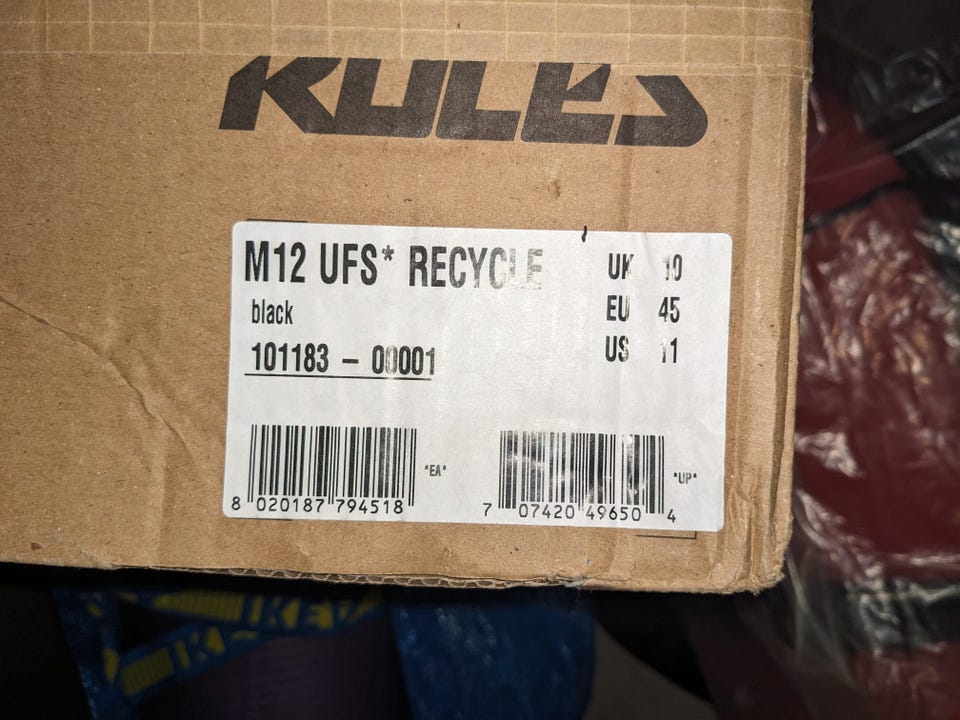 M12 UFS* RECYCLE
black
101183 - 00001
UK 10
EU 45
US 11
*EA*
8 020187 794518
*UP*
7 07420 49650 4
IKEA